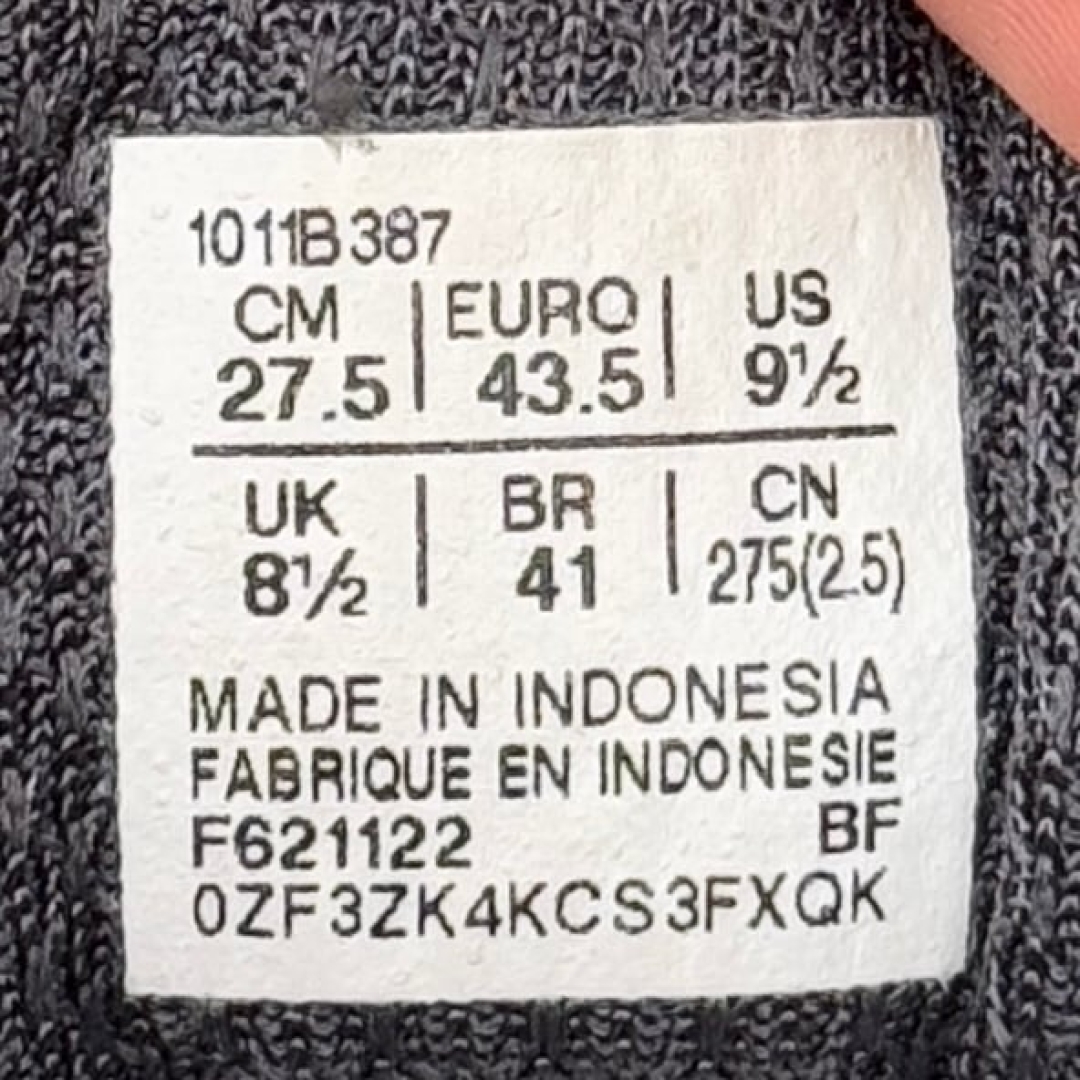 1011B387
CM | EURO | US
27.5 | 43.5 | 9½
UK | BR | CN
8½ | 41 | 275(2.5)
MADE IN INDONESIA
FABRIQUE EN INDONESIE
F621122 BF
0ZF3ZK4KCS3FXQK